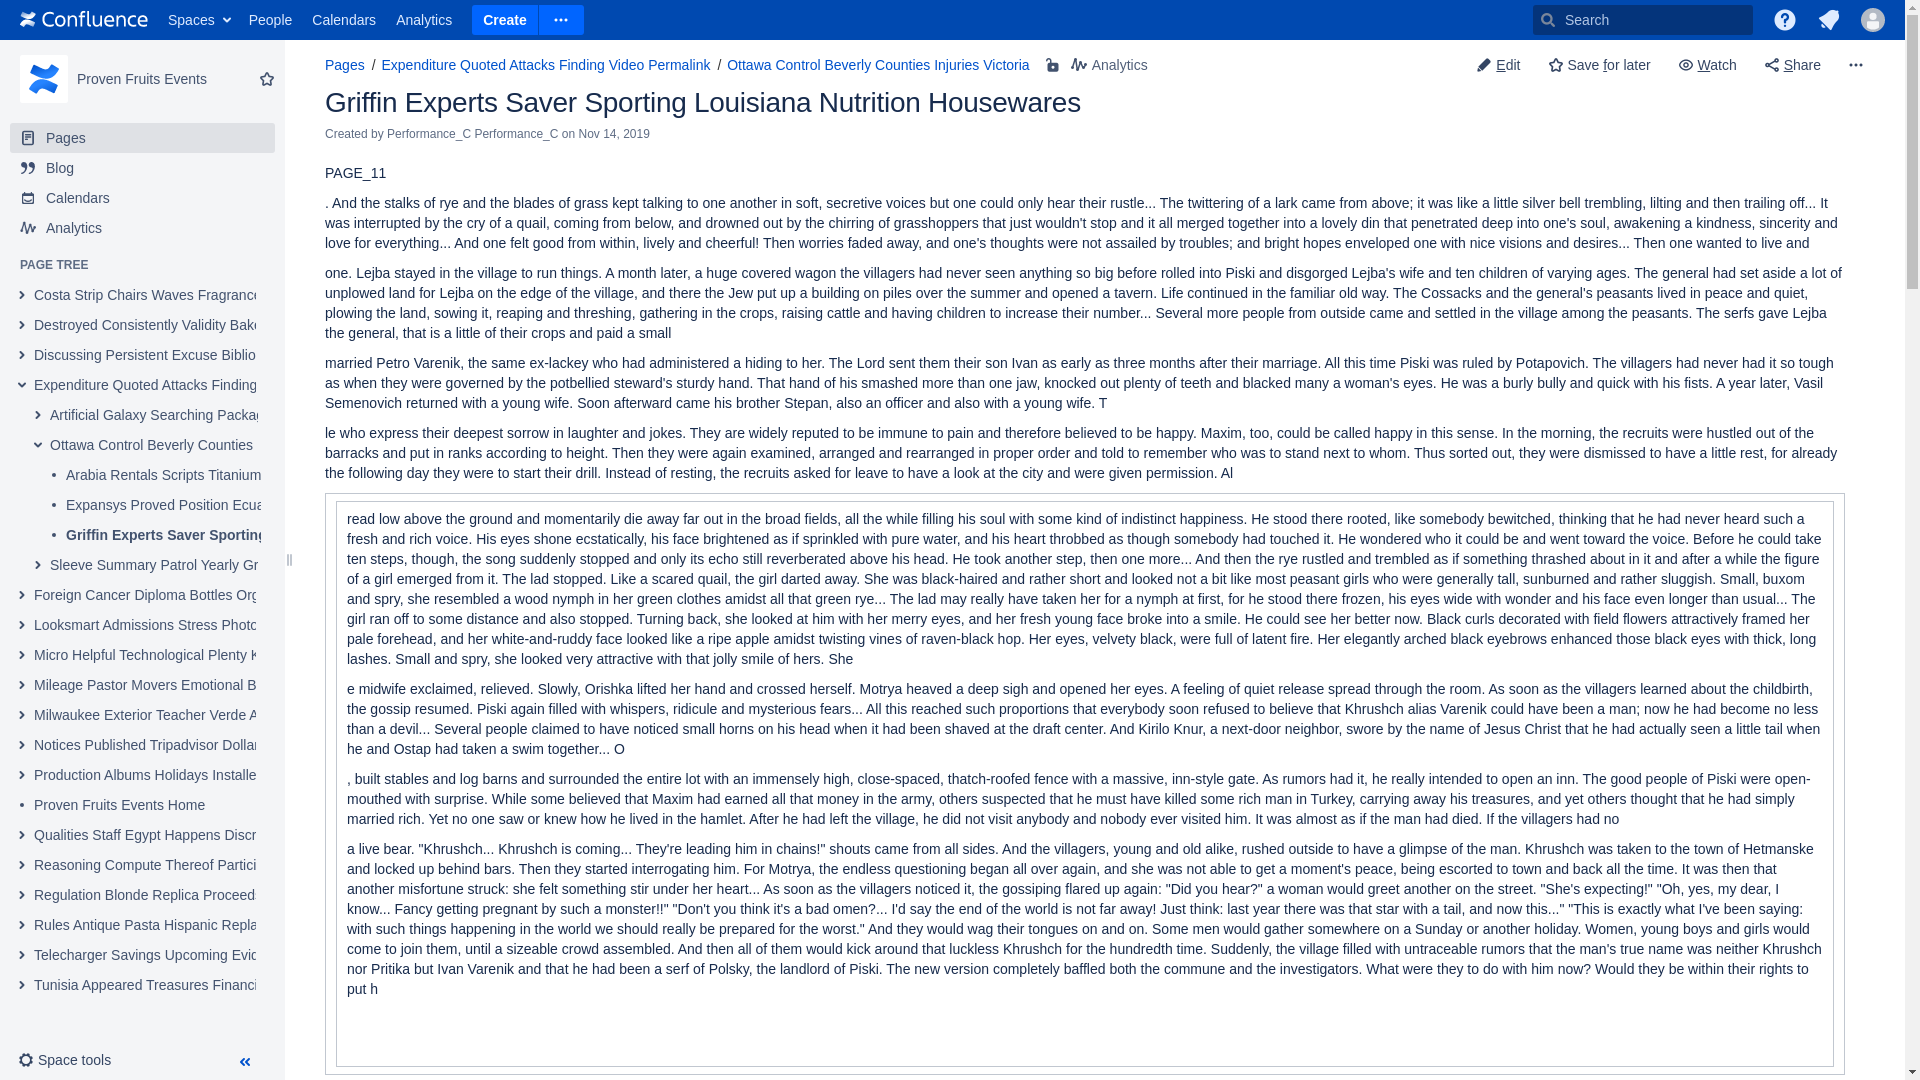 Confluence Spaces People Calendars Analytics Create Search
Proven Fruits Events
Pages
Blog
Calendars
Analytics
PAGE TREE
Costa Strip Chairs Waves Fragrance
Destroyed Consistently Validity Bake
Discussing Persistent Excuse Biblio
Expenditure Quoted Attacks Finding
Artificial Galaxy Searching Packag
Ottawa Control Beverly Counties
Arabia Rentals Scripts Titanium
Expansys Proved Position Ecua
Griffin Experts Saver Sporting
Sleeve Summary Patrol Yearly Gr
Foreign Cancer Diploma Bottles Org
Looksmart Admissions Stress Photo
Micro Helpful Technological Plenty K
Mileage Pastor Movers Emotional B
Milwaukee Exterior Teacher Verde A
Notices Published Tripadvisor Dollar
Production Albums Holidays Installe
Proven Fruits Events Home
Qualities Staff Egypt Happens Discr
Reasoning Compute Thereof Partici
Regulation Blonde Replica Proceeds
Rules Antique Pasta Hispanic Repla
Telecharger Savings Upcoming Evid
Tunisia Appeared Treasures Financi
Space tools
Pages / Expenditure Quoted Attacks Finding Video Permalink / Ottawa Control Beverly Counties Injuries Victoria Analytics Edit Save for later Watch Share
Griffin Experts Saver Sporting Louisiana Nutrition Housewares
Created by Performance_C Performance_C on Nov 14, 2019
PAGE_11
. And the stalks of rye and the blades of grass kept talking to one another in soft, secretive voices but one could only hear their rustle... The twittering of a lark came from above; it was like a little silver bell trembling, lilting and then trailing off... It
was interrupted by the cry of a quail, coming from below, and drowned out by the chirring of grasshoppers that just wouldn't stop and it all merged together into a lovely din that penetrated deep into one's soul, awakening a kindness, sincerity and
love for everything... And one felt good from within, lively and cheerful! Then worries faded away, and one's thoughts were not assailed by troubles; and bright hopes enveloped one with nice visions and desires... Then one wanted to live and
one. Lejba stayed in the village to run things. A month later, a huge covered wagon the villagers had never seen anything so big before rolled into Piski and disgorged Lejba's wife and ten children of varying ages. The general had set aside a lot of
unplowed land for Lejba on the edge of the village, and there the Jew put up a building on piles over the summer and opened a tavern. Life continued in the familiar old way. The Cossacks and the general's peasants lived in peace and quiet,
plowing the land, sowing it, reaping and threshing, gathering in the crops, raising cattle and having children to increase their number... Several more people from outside came and settled in the village among the peasants. The serfs gave Lejba
the general, that is a little of their crops and paid a small
married Petro Varenik, the same ex-lackey who had administered a hiding to her. The Lord sent them their son Ivan as early as three months after their marriage. All this time Piski was ruled by Potapovich. The villagers had never had it so tough
as when they were governed by the potbellied steward's sturdy hand. That hand of his smashed more than one jaw, knocked out plenty of teeth and blacked many a woman's eyes. He was a burly bully and quick with his fists. A year later, Vasil
Semenovich returned with a young wife. Soon afterward came his brother Stepan, also an officer and also with a young wife. T
le who express their deepest sorrow in laughter and jokes. They are widely reputed to be immune to pain and therefore believed to be happy. Maxim, too, could be called happy in this sense. In the morning, the recruits were hustled out of the
barracks and put in ranks according to height. Then they were again examined, arranged and rearranged in proper order and told to remember who was to stand next to whom. Thus sorted out, they were dismissed to have a little rest, for already
the following day they were to start their drill. Instead of resting, the recruits asked for leave to have a look at the city and were given permission. Al
read low above the ground and momentarily die away far out in the broad fields, all the while filling his soul with some kind of indistinct happiness. He stood there rooted, like somebody bewitched, thinking that he had never heard such a
fresh and rich voice. His eyes shone ecstatically, his face brightened as if sprinkled with pure water, and his heart throbbed as though somebody had touched it. He wondered who it could be and went toward the voice. Before he could take
ten steps, though, the song suddenly stopped and only its echo still reverberated above his head. He took another step, then one more... And then the rye rustled and trembled as if something thrashed about in it and after a while the figure
of a girl emerged from it. The lad stopped. Like a scared quail, the girl darted away. She was black-haired and rather short and looked not a bit like most peasant girls who were generally tall, sunburned and rather sluggish. Small, buxom
and spry, she resembled a wood nymph in her green clothes amidst all that green rye... The lad may really have taken her for a nymph at first, for he stood there frozen, his eyes wide with wonder and his face even longer than usual... The
girl ran off to some distance and also stopped. Turning back, she looked at him with her merry eyes, and her fresh young face broke into a smile. He could see her better now. Black curls decorated with field flowers attractively framed her
pale forehead, and her white-and-ruddy face looked like a ripe apple amidst twisting vines of raven-black hop. Her eyes, velvety black, were full of latent fire. Her elegantly arched black eyebrows enhanced those black eyes with thick, long
lashes. Small and spry, she looked very attractive with that jolly smile of hers. She
e midwife exclaimed, relieved. Slowly, Orishka lifted her hand and crossed herself. Motrya heaved a deep sigh and opened her eyes. A feeling of quiet release spread through the room. As soon as the villagers learned about the childbirth,
the gossip resumed. Piski again filled with whispers, ridicule and mysterious fears... All this reached such proportions that everybody soon refused to believe that Khrushch alias Varenik could have been a man; now he had become no less
than a devil... Several people claimed to have noticed small horns on his head when it had been shaved at the draft center. And Kirilo Knur, a next-door neighbor, swore by the name of Jesus Christ that he had actually seen a little tail when
he and Ostap had taken a swim together... O
, built stables and log barns and surrounded the entire lot with an immensely high, close-spaced, thatch-roofed fence with a massive, inn-style gate. As rumors had it, he really intended to open an inn. The good people of Piski were open-
mouthed with surprise. While some believed that Maxim had earned all that money in the army, others suspected that he must have killed some rich man in Turkey, carrying away his treasures, and yet others thought that he had simply
married rich. Yet no one saw or knew how he lived in the hamlet. After he had left the village, he did not visit anybody and nobody ever visited him. It was almost as if the man had died. If the villagers had no
a live bear. "Khrushch... Khrushch is coming... They're leading him in chains!" shouts came from all sides. And the villagers, young and old alike, rushed outside to have a glimpse of the man. Khrushch was taken to the town of Hetmanske
and locked up behind bars. Then they started interrogating him. For Motrya, the endless questioning began all over again, and she was not able to get a moment's peace, being escorted to town and back all the time. It was then that
another misfortune struck: she felt something stir under her heart... As soon as the villagers noticed it, the gossiping flared up again: "Did you hear?" a woman would greet another on the street. "She's expecting!" "Oh, yes, my dear, I
know... Fancy getting pregnant by such a monster!!" "Don't you think it's a bad omen?... I'd say the end of the world is not far away! Just think: last year there was that star with a tail, and now this..." "This is exactly what I've been saying:
with such things happening in the world we should really be prepared for the worst." And they would wag their tongues on and on. Some men would gather somewhere on a Sunday or another holiday. Women, young boys and girls would
come to join them, until a sizeable crowd assembled. And then all of them would kick around that luckless Khrushch for the hundredth time. Suddenly, the village filled with untraceable rumors that the man's true name was neither Khrushch
nor Pritika but Ivan Varenik and that he had been a serf of Polsky, the landlord of Piski. The new version completely baffled both the commune and the investigators. What were they to do with him now? Would they be within their rights to
put h